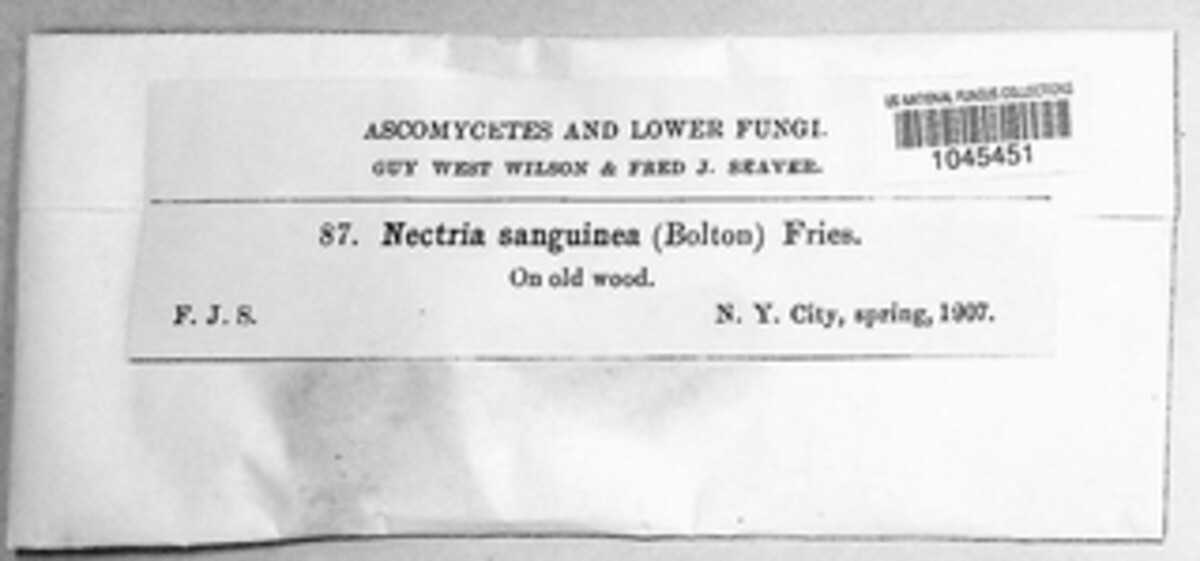 ASCOMYCETES AND LOWER FUNGI.
GUY WEST WILSON & FRED J. SEAVER.
US NATIONAL FUNGUS COLLECTIONS
1045451
87. Nectria sanguinea (Bolton) Fries.
On old wood.
F. J. S. N. Y. City, spring, 1907.